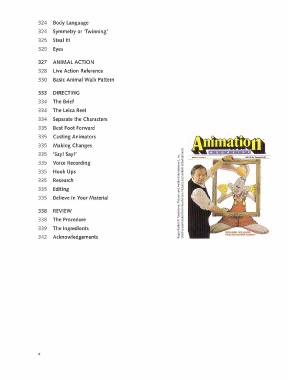 324 Body Language
324 Symmetry or 'Twinning'
325 Steal It!
325 Eyes
327 ANIMAL ACTION
328 Live Action Reference
330 Basic Animal Walk Pattern
333 DIRECTING
334 The Brief
334 The Leica Reel
334 Separate the Characters
335 Best Foot Forward
335 Casting Animators
335 Making Changes
335 'Say! Say!'
335 Voice Recording
335 Hook Ups
335 Research
335 Editing
335 Believe in Your Material
338 REVIEW
338 The Procedure
339 The Ingredients
342 Acknowledgements
Animation
MAGAZINE